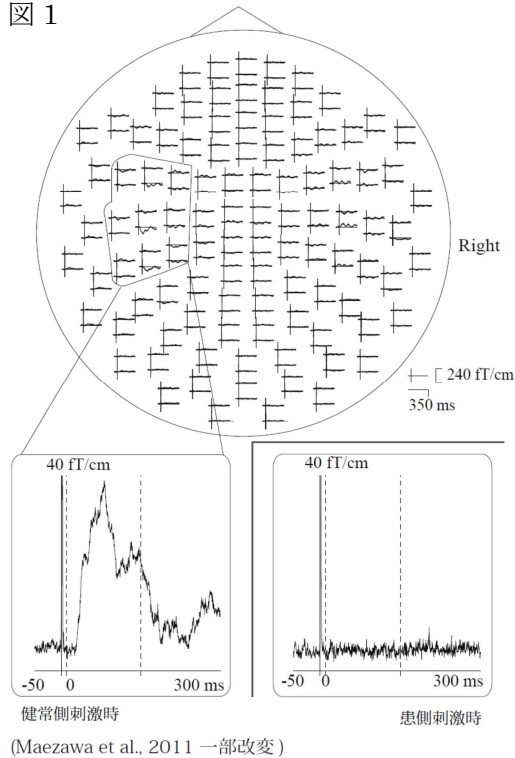 図 1
Right
240 fT/cm
350 ms
40 fT/cm
40 fT/cm
-50 0 300 ms
-50 0 300 ms
健常側刺激時
患側刺激時
(Maezawa et al., 2011 一部改変 )